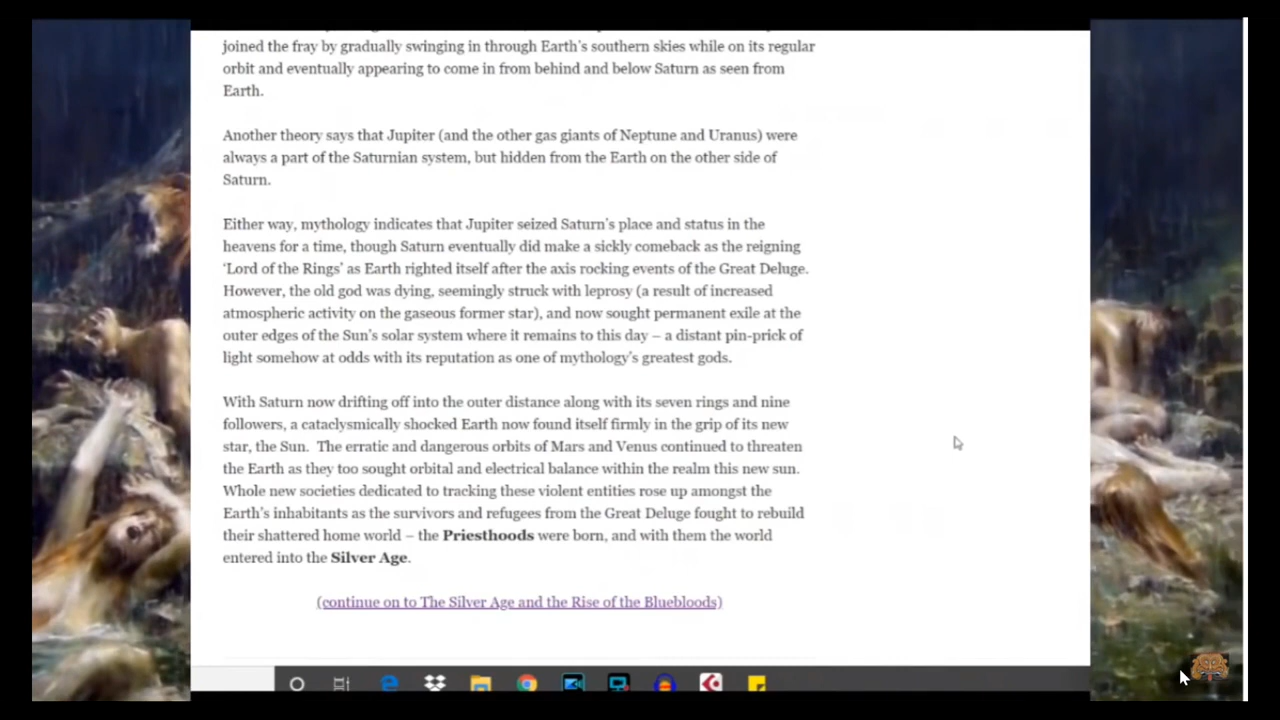 joined the fray by gradually swinging in through Earth's southern skies while on its regular
orbit and eventually appearing to come in from behind and below Saturn as seen from
Earth.
Another theory says that Jupiter (and the other gas giants of Neptune and Uranus) were
always a part of the Saturnian system, but hidden from the Earth on the other side of
Saturn.
Either way, mythology indicates that Jupiter seized Saturn's place and status in the
heavens for a time, though Saturn eventually did make a sickly comeback as the reigning
‘Lord of the Rings’ as Earth righted itself after the axis rocking events of the Great Deluge.
However, the old god was dying, seemingly struck with leprosy (a result of increased
atmospheric activity on the gaseous former star), and now sought permanent exile at the
outer edges of the Sun's solar system where it remains to this day – a distant pin-prick of
light somehow at odds with its reputation as one of mythology's greatest gods.
With Saturn now drifting off into the outer distance along with its seven rings and nine
followers, a cataclysmically shocked Earth now found itself firmly in the grip of its new
star, the Sun.  The erratic and dangerous orbits of Mars and Venus continued to threaten
the Earth as they too sought orbital and electrical balance within the realm this new sun.
Whole new societies dedicated to tracking these violent entities rose up amongst the
Earth's inhabitants as the survivors and refugees from the Great Deluge fought to rebuild
their shattered home world – the Priesthoods were born, and with them the world
entered into the Silver Age.
(continue on to The Silver Age and the Rise of the Bluebloods)